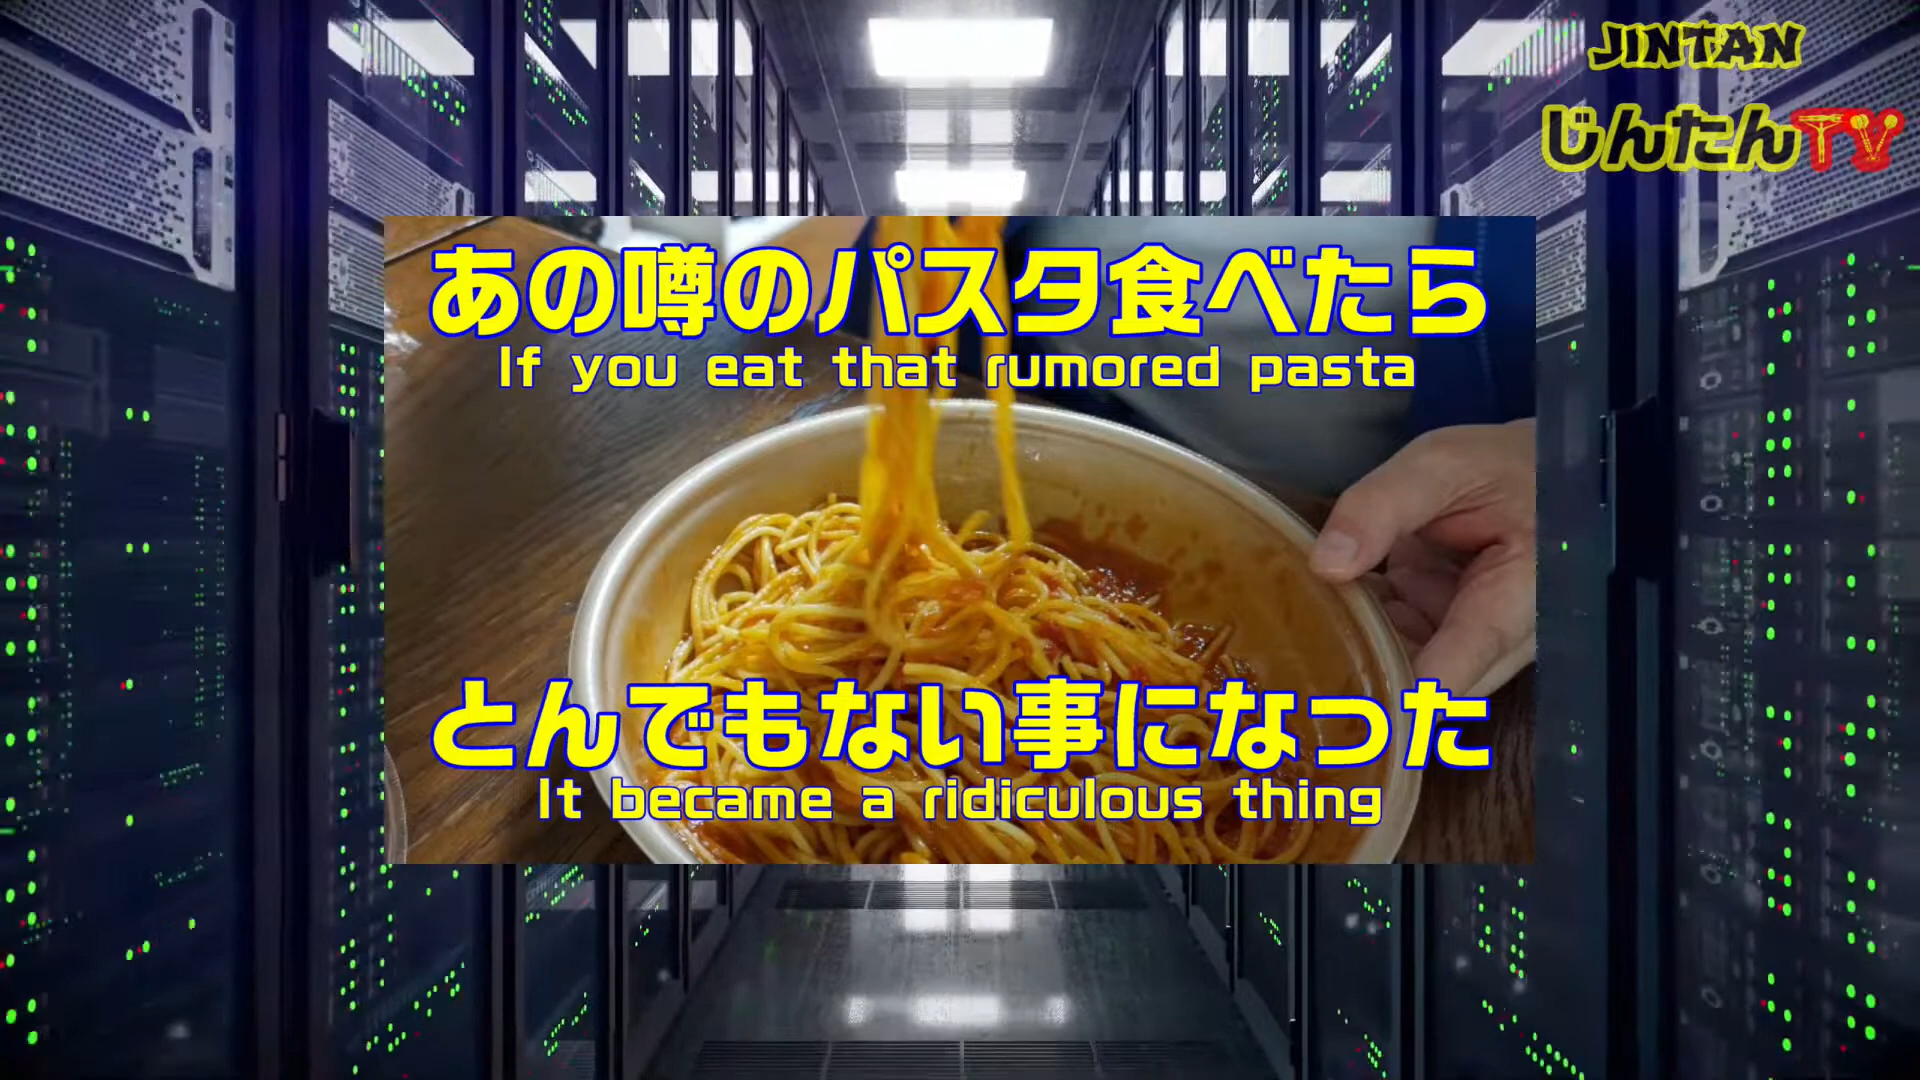 JINTAN
じんたんTV
あの噂のパスタ食べたら
If you eat that rumored pasta
とんでもない事になった
It became a ridiculous thing